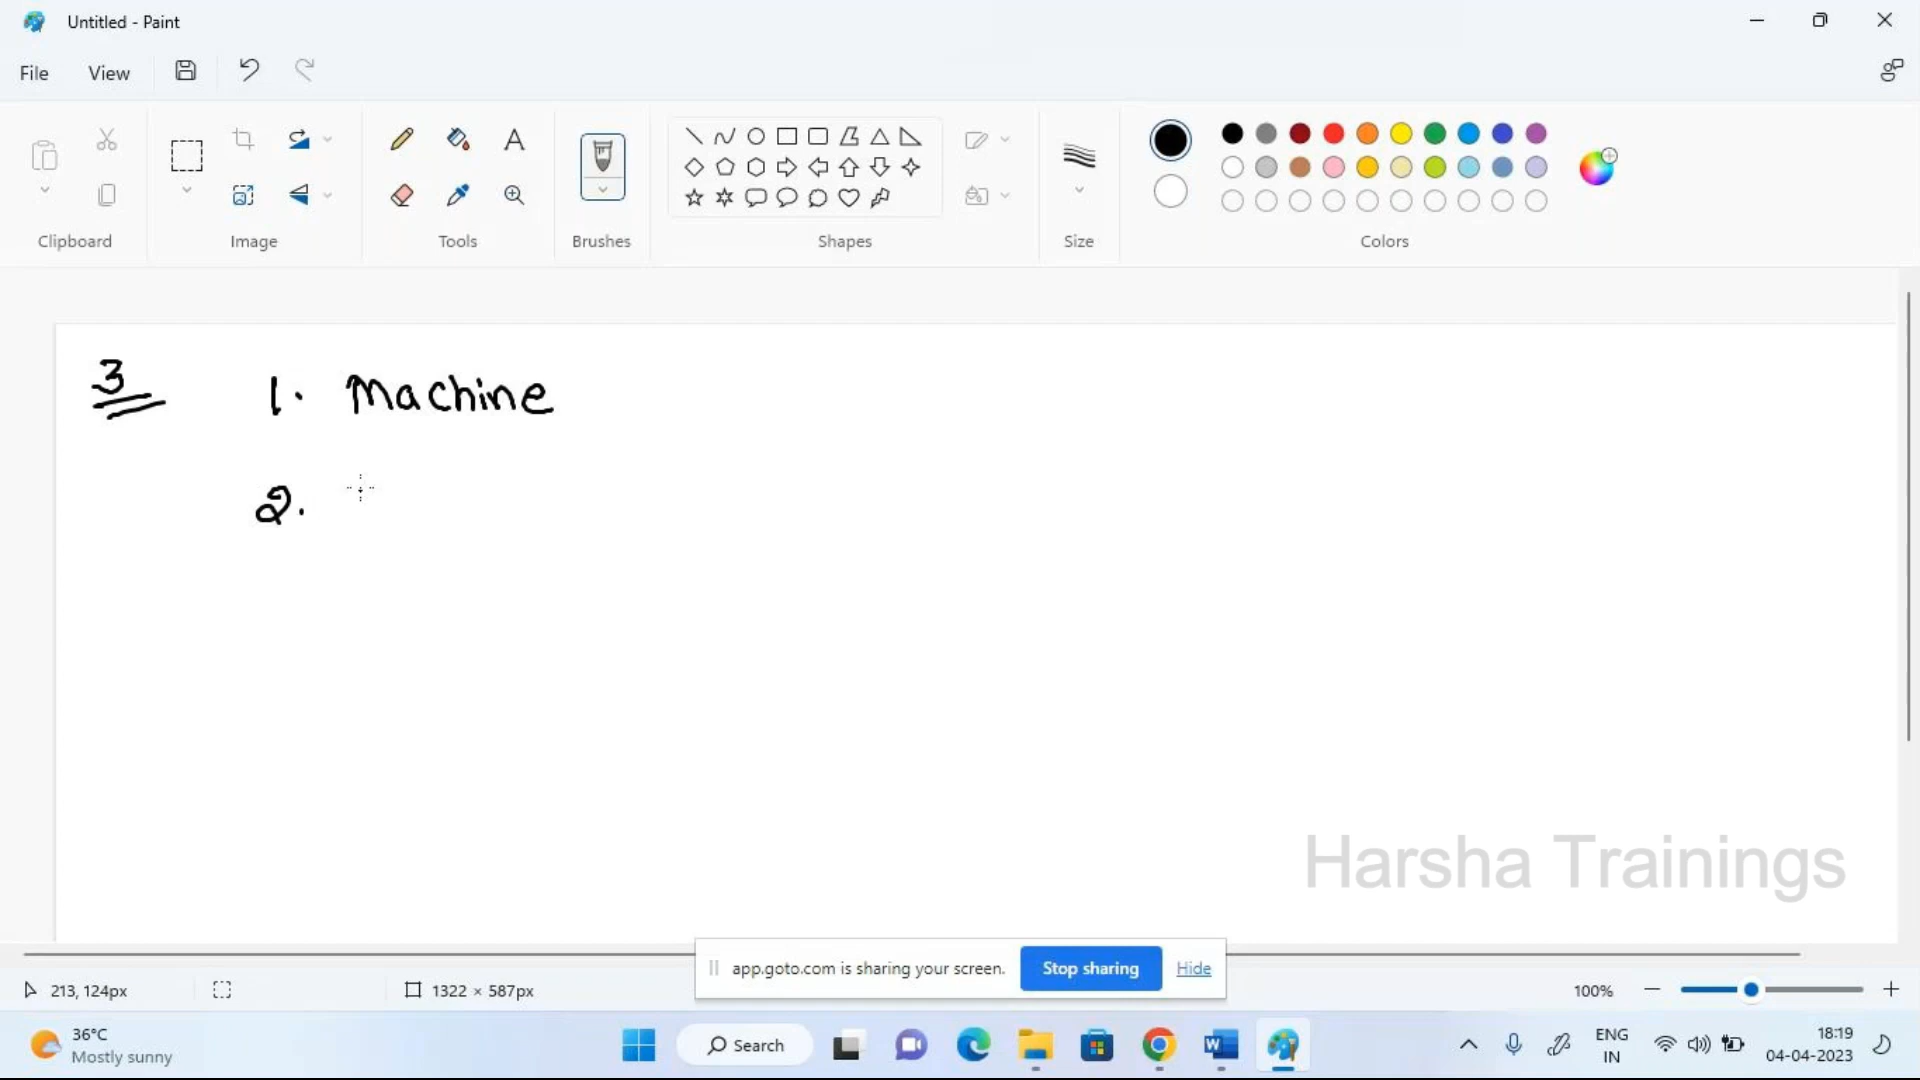 Untitled - Paint
File View
Clipboard Image Tools Brushes Shapes Size Colors
3 1. Machine
2.
Harsha Trainings
app.goto.com is sharing your screen. Stop sharing Hide
213, 124px 1322 × 587px 100%
36°C
Mostly sunny
Search
ENG
IN
18:19
04-04-2023